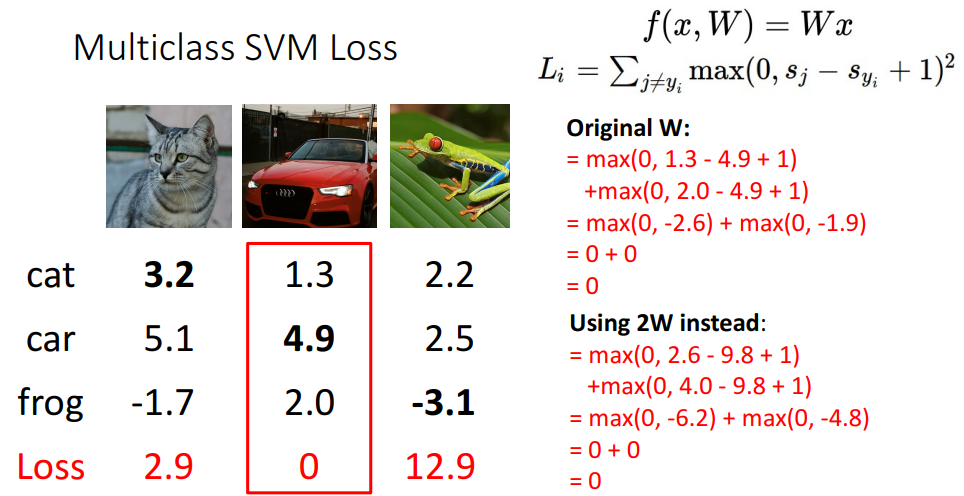 Multiclass SVM Loss
f(x, W) = Wx
L_i = ∑_{j≠y_i} max(0, s_j − s_{y_i} + 1)^2
cat 3.2 1.3 2.2
car 5.1 4.9 2.5
frog -1.7 2.0 -3.1
Loss 2.9 0 12.9
Original W:
= max(0, 1.3 - 4.9 + 1)
+max(0, 2.0 - 4.9 + 1)
= max(0, -2.6) + max(0, -1.9)
= 0 + 0
= 0
Using 2W instead:
= max(0, 2.6 - 9.8 + 1)
+max(0, 4.0 - 9.8 + 1)
= max(0, -6.2) + max(0, -4.8)
= 0 + 0
= 0